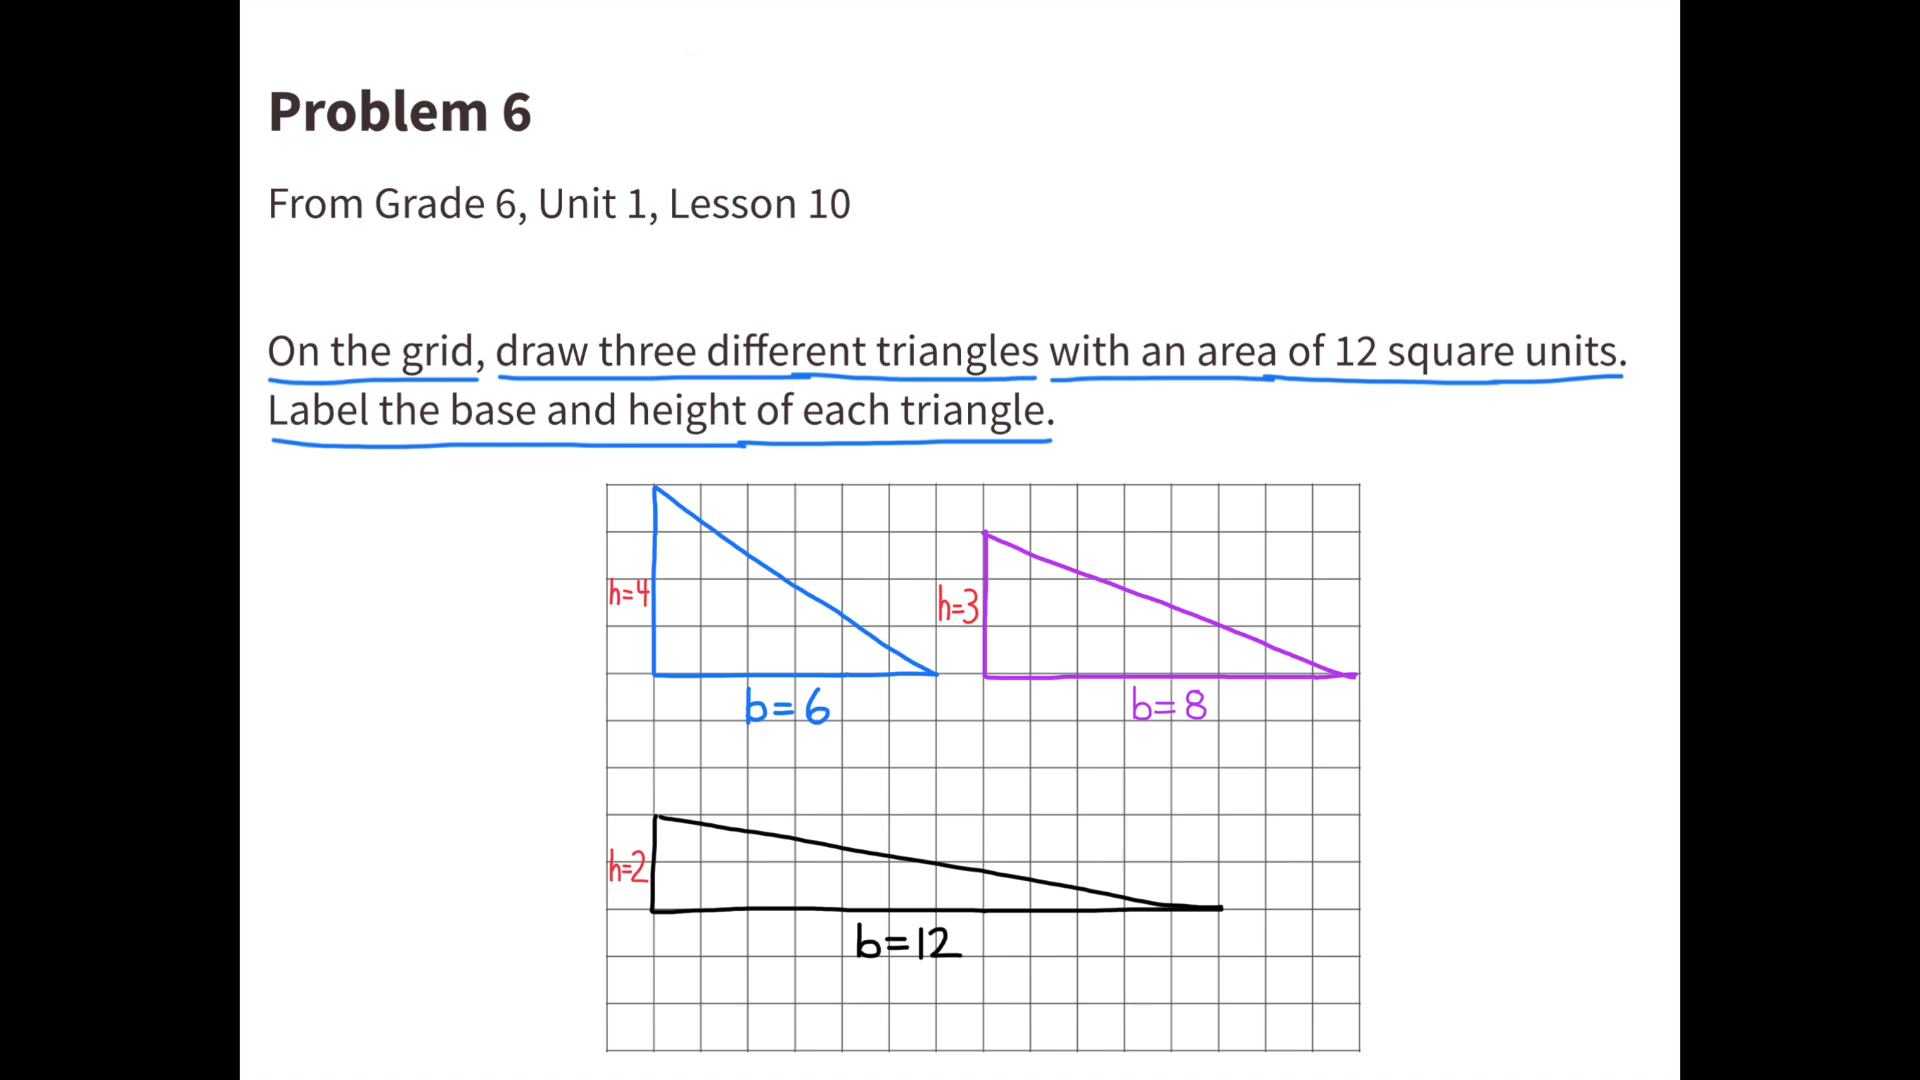 Problem 6
From Grade 6, Unit 1, Lesson 10
On the grid, draw three different triangles with an area of 12 square units.
Label the base and height of each triangle.
h=4
h=3
b=6
b=8
h=2
b=12